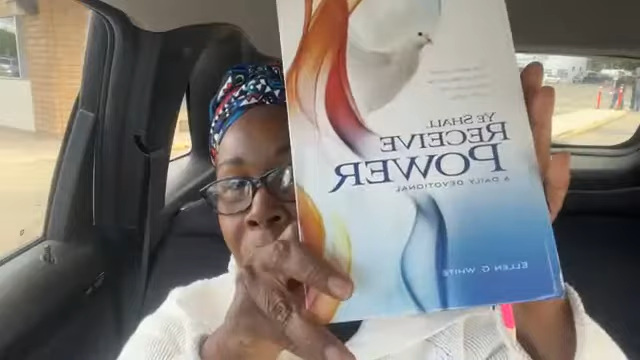 YE SHALL
RECEIVE
POWER
A DAILY DEVOTIONAL
ELLEN G. WHITE